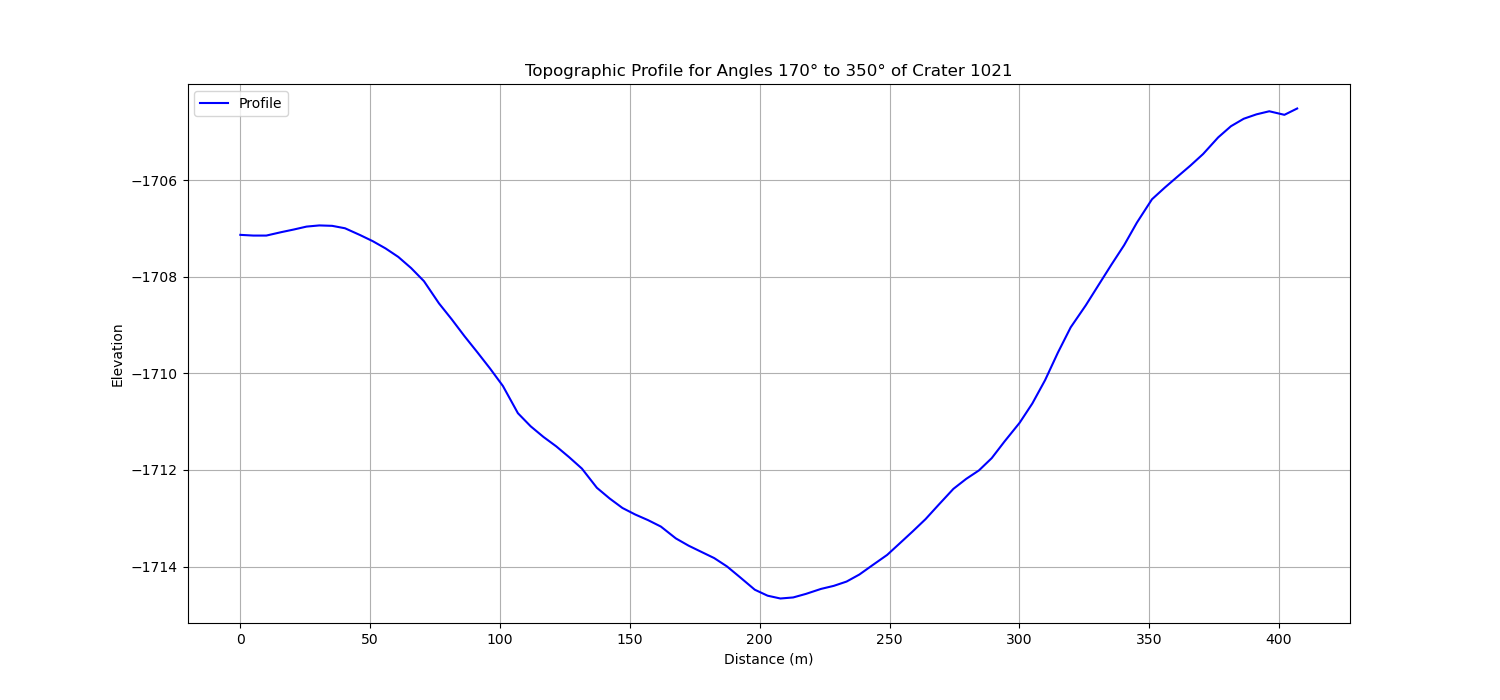 Topographic Profile for Angles 170° to 350° of Crater 1021
Profile
−1706
−1708
−1710
−1712
−1714
Elevation
0 50 100 150 200 250 300 350 400
Distance (m)